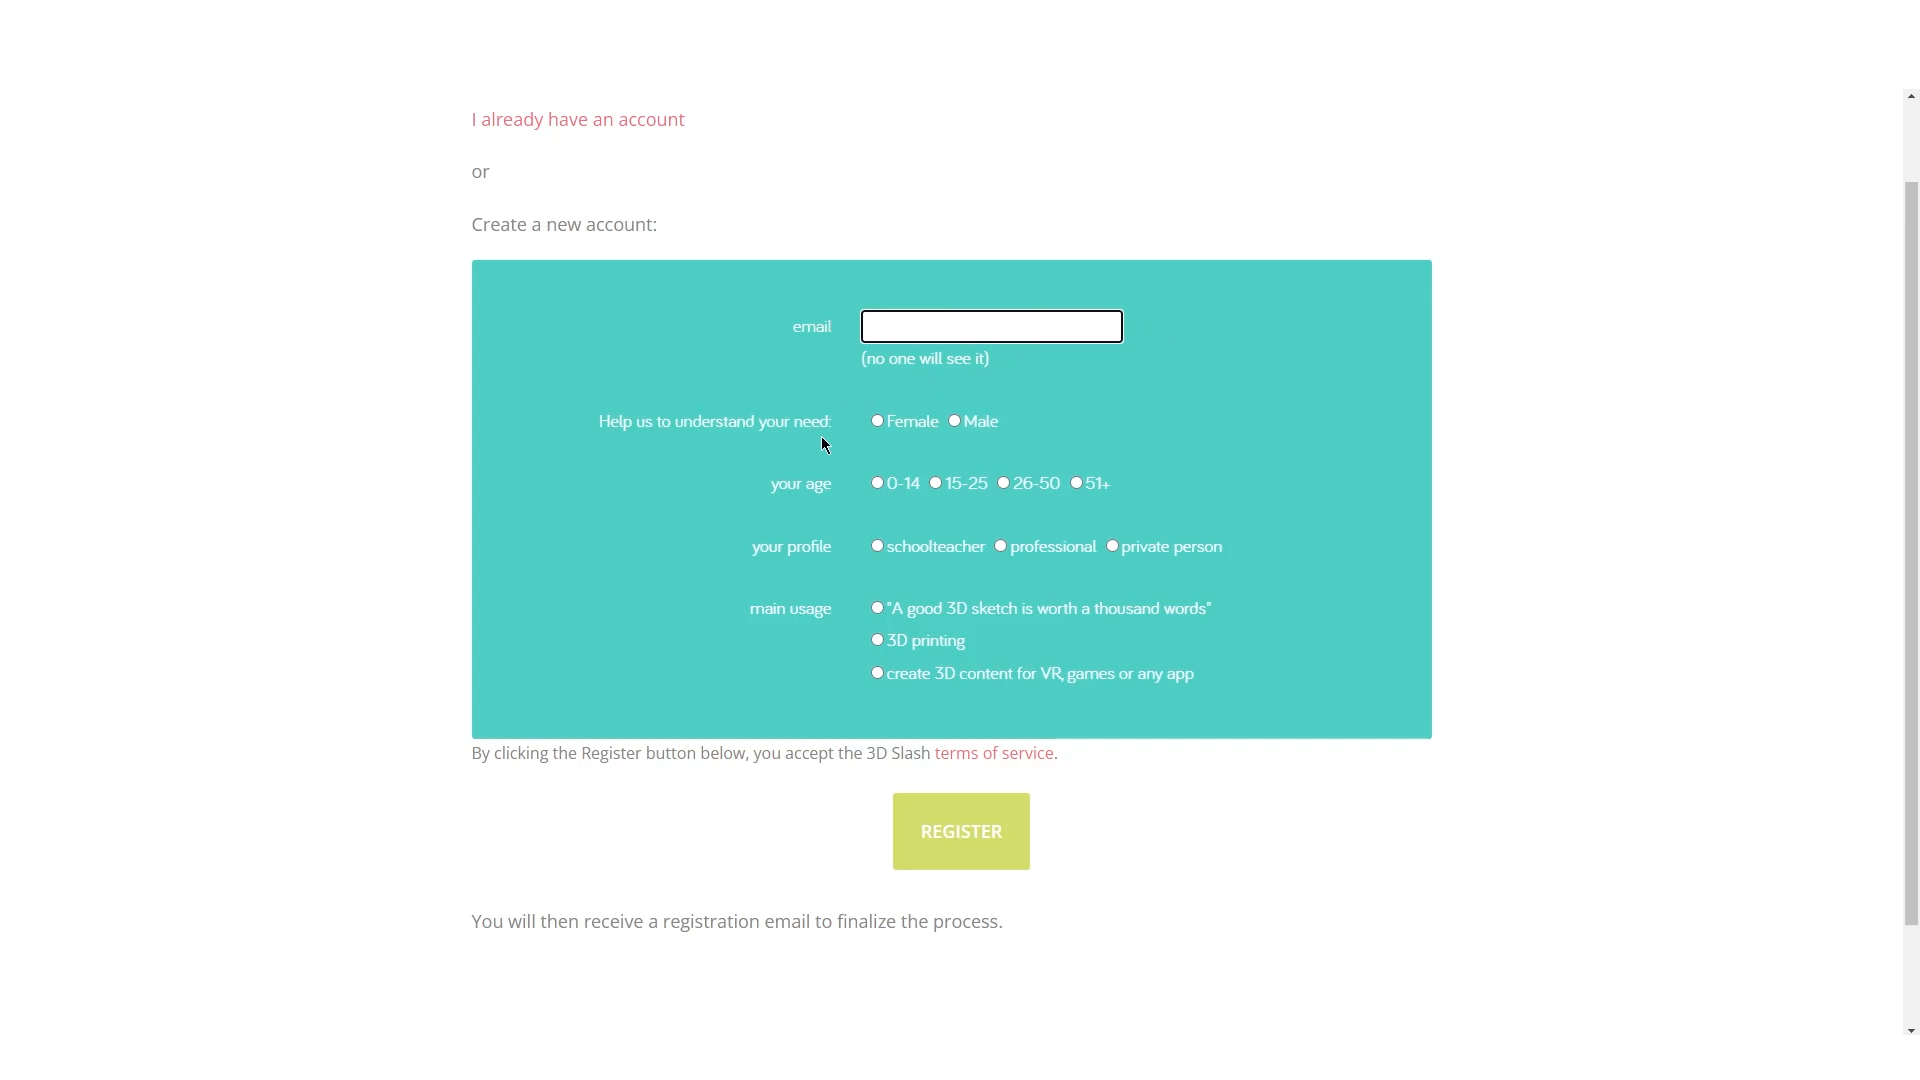 I already have an account
or
Create a new account:
email
(no one will see it)
Help us to understand your need: Female Male
your age 0-14 15-25 26-50 51+
your profile schoolteacher professional private person
main usage "A good 3D sketch is worth a thousand words"
3D printing
create 3D content for VR, games or any app
By clicking the Register button below, you accept the 3D Slash terms of service.
REGISTER
You will then receive a registration email to finalize the process.